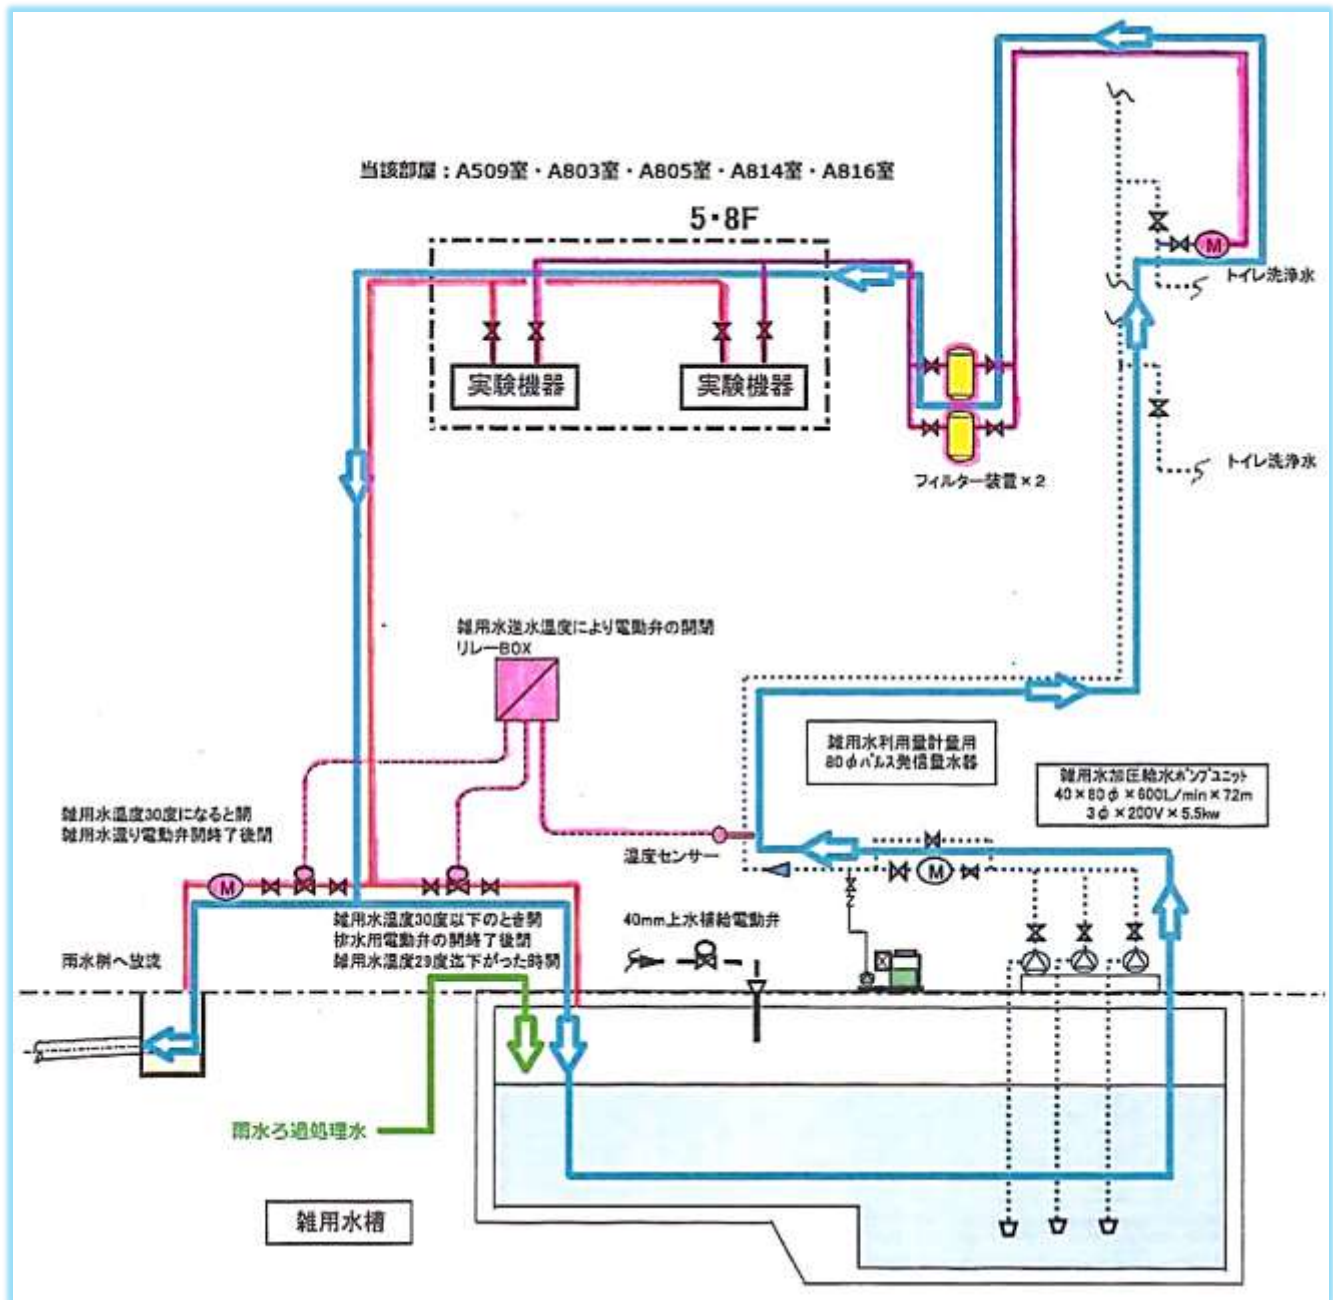 当該部屋：A509室・A803室・A805室・A814室・A816室
5・8F
M
トイレ洗浄水
実験機器
実験機器
トイレ洗浄水
フィルター装置×2
雑用水送水温度により電動弁の開閉
リレーBOX
雑用水利用量計量用
80φパルス発信量水器
雑用水加圧給水ポンプユニット
40×80φ×600L/min×72m
3φ×200V×5.5kw
雑用水温度30度になると開
雑用水還り電動弁開終了後閉
温度センサー
M
M
雑用水温度30度以下のとき開
排水用電動弁の開終了後閉
雑用水温度29度迄下がった時開
40mm上水補給電動弁
雨水桝へ放流
雨水ろ過処理水
雑用水槽